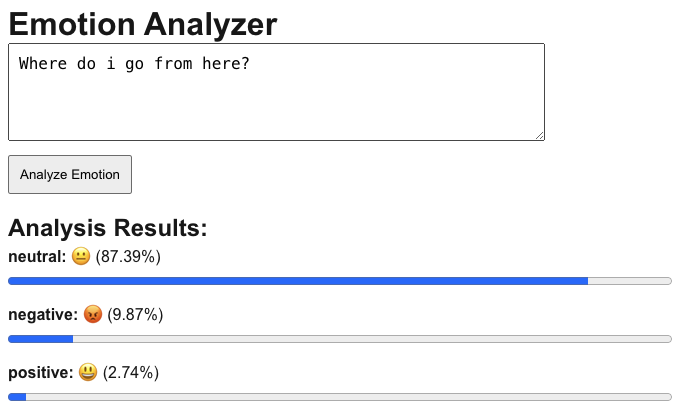 Emotion Analyzer
Where do i go from here?
Analyze Emotion
Analysis Results:
neutral: 😐 (87.39%)
negative: 😡 (9.87%)
positive: 😃 (2.74%)